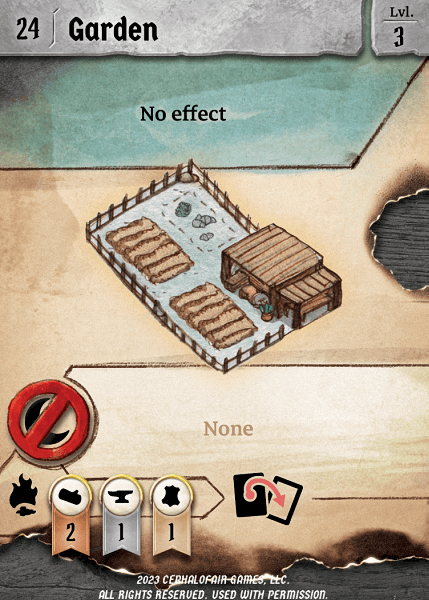 24 Garden
Lvl.
3
No effect
None
2 1 1
2023 CEPHALOFAIR GAMES, LLC.
ALL RIGHTS RESERVED. USED WITH PERMISSION.